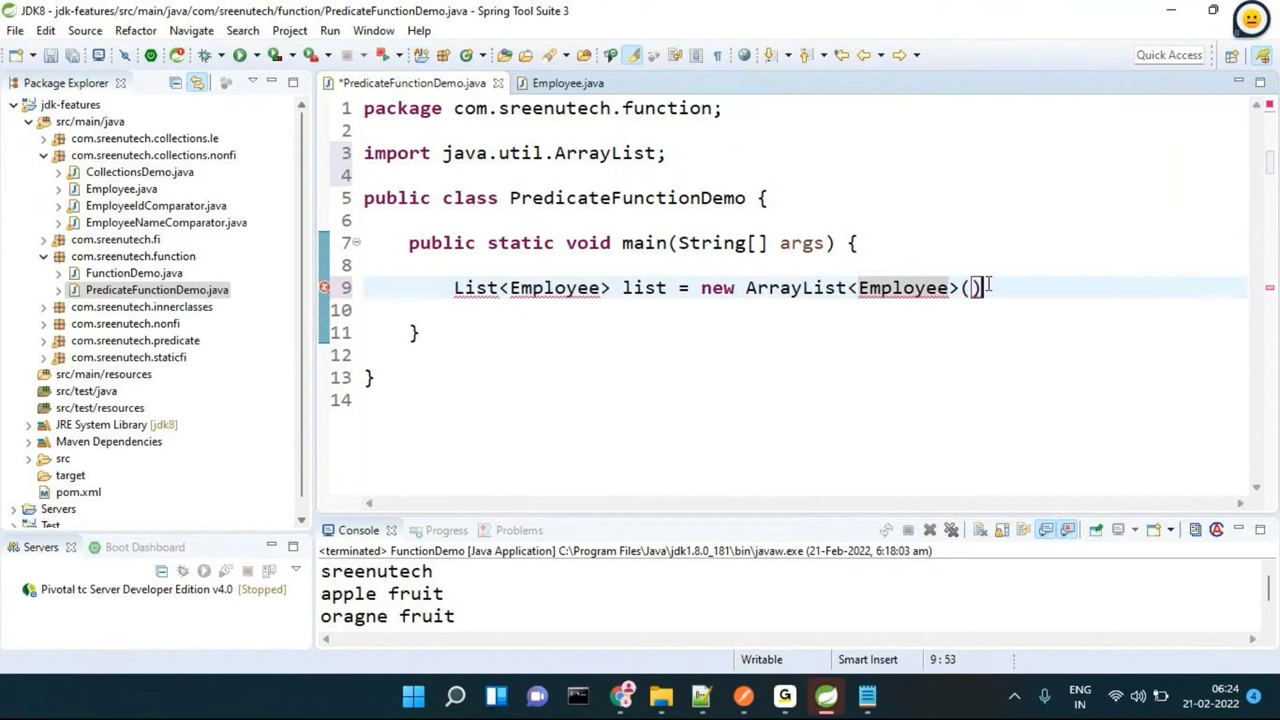 JDK8 - jdk-features/src/main/java/com/sreenutech/function/PredicateFunctionDemo.java - Spring Tool Suite 3
File Edit Source Refactor Navigate Search Project Run Window Help
Quick Access
Package Explorer
jdk-features
src/main/java
com.sreenutech.collections.le
com.sreenutech.collections.nonfi
CollectionsDemo.java
Employee.java
EmployeeIdComparator.java
EmployeeNameComparator.java
com.sreenutech.fi
com.sreenutech.function
FunctionDemo.java
PredicateFunctionDemo.java
com.sreenutech.innerclasses
com.sreenutech.nonfi
com.sreenutech.predicate
com.sreenutech.staticfi
src/main/resources
src/test/java
src/test/resources
JRE System Library [jdk8]
Maven Dependencies
src
target
pom.xml
Servers
Test
*PredicateFunctionDemo.java Employee.java
1 package com.sreenutech.function;
2
3 import java.util.ArrayList;
4
5 public class PredicateFunctionDemo {
6
7 public static void main(String[] args) {
8
9 List<Employee> list = new ArrayList<Employee>()
10
11 }
12
13 }
14
Servers Boot Dashboard
Pivotal tc Server Developer Edition v4.0 [Stopped]
Console Progress Problems
<terminated> FunctionDemo [Java Application] C:\Program Files\Java\jdk1.8.0_181\bin\javaw.exe (21-Feb-2022, 6:18:03 am)
sreenutech
apple fruit
oragne fruit
Writable Smart Insert 9 : 53
ENG
IN
06:24
21-02-2022
4